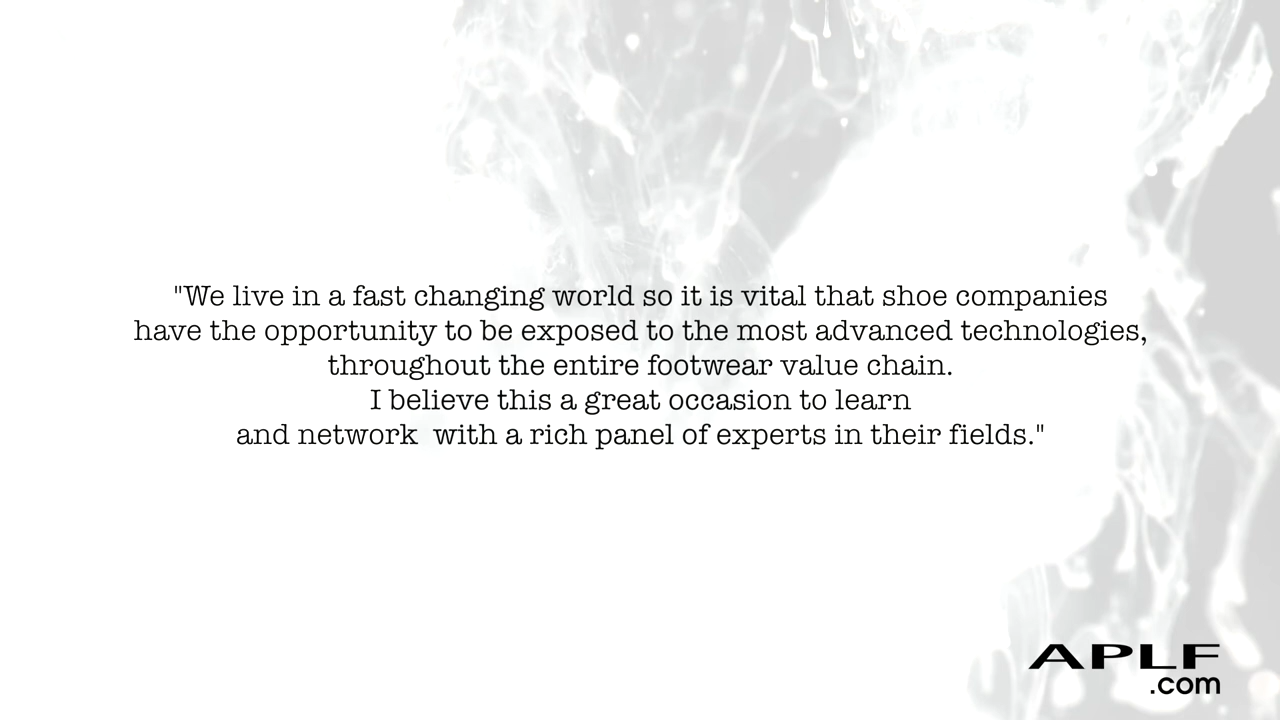 "We live in a fast changing world so it is vital that shoe companies
have the opportunity to be exposed to the most advanced technologies,
throughout the entire footwear value chain.
I believe this a great occasion to learn
and network  with a rich panel of experts in their fields."
APLF
.com